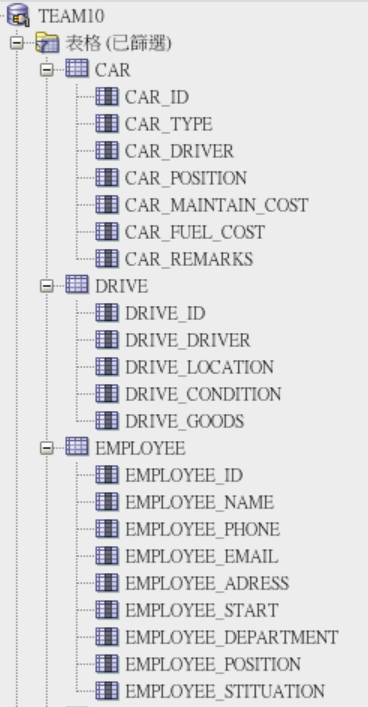 TEAM10
表格 (已篩選)
CAR
CAR_ID
CAR_TYPE
CAR_DRIVER
CAR_POSITION
CAR_MAINTAIN_COST
CAR_FUEL_COST
CAR_REMARKS
DRIVE
DRIVE_ID
DRIVE_DRIVER
DRIVE_LOCATION
DRIVE_CONDITION
DRIVE_GOODS
EMPLOYEE
EMPLOYEE_ID
EMPLOYEE_NAME
EMPLOYEE_PHONE
EMPLOYEE_EMAIL
EMPLOYEE_ADRESS
EMPLOYEE_START
EMPLOYEE_DEPARTMENT
EMPLOYEE_POSITION
EMPLOYEE_STITUATION